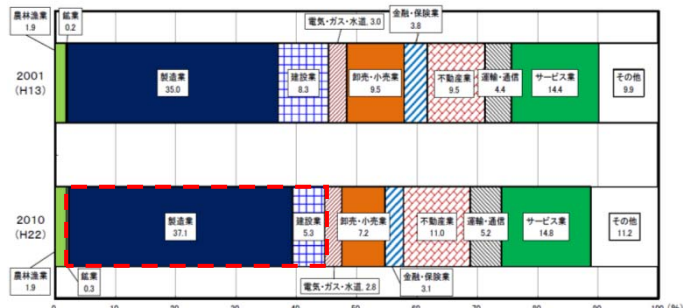 農林漁業
1.9
鉱業
0.2
電気・ガス・水道, 3.0
金融・保険業
3.8
2001
(H13)
製造業
35.0
建設業
8.3
卸売・小売業
9.5
不動産業
9.5
運輸・通信
4.4
サービス業
14.4
その他
9.9
2010
(H22)
製造業
37.1
建設業
5.3
卸売・小売業
7.2
不動産業
11.0
運輸・通信
5.2
サービス業
14.8
その他
11.2
農林漁業
1.9
鉱業
0.3
電気・ガス・水道, 2.8
金融・保険業
3.1
0 10 20 30 40 50 60 70 80 90 100 (%)